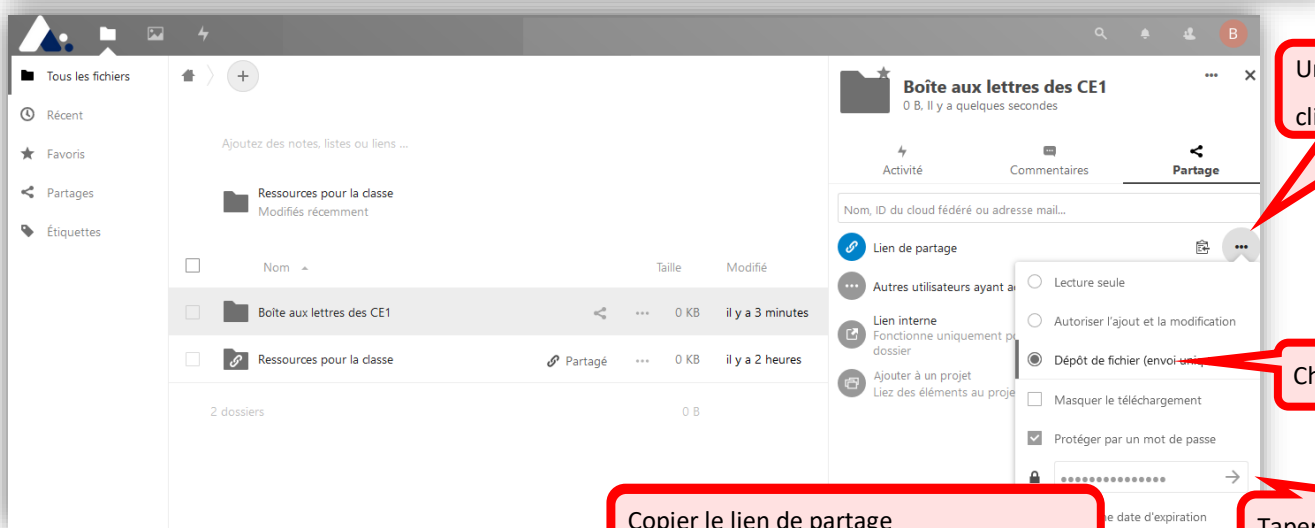 B
Tous les fichiers
Récent
Favoris
Partages
Étiquettes
Ajoutez des notes, listes ou liens ...
Ressources pour la classe
Modifiés récemment
Nom
Taille
Modifié
Boîte aux lettres des CE1
0 KB
il y a 3 minutes
Ressources pour la classe
Partagé
0 KB
il y a 2 heures
2 dossiers
0 B
Boîte aux lettres des CE1
0 B, Il y a quelques secondes
Activité
Commentaires
Partage
Nom, ID du cloud fédéré ou adresse mail...
Lien de partage
Autres utilisateurs ayant
Lien interne
Fonctionne uniquement
dossier
Ajouter à un projet
Liez des éléments au
Lecture seule
Autoriser l'ajout et la modification
Dépôt de fichier (envoi
Masquer le téléchargement
Protéger par un mot de passe
date d'expiration
Copier le lien de partage